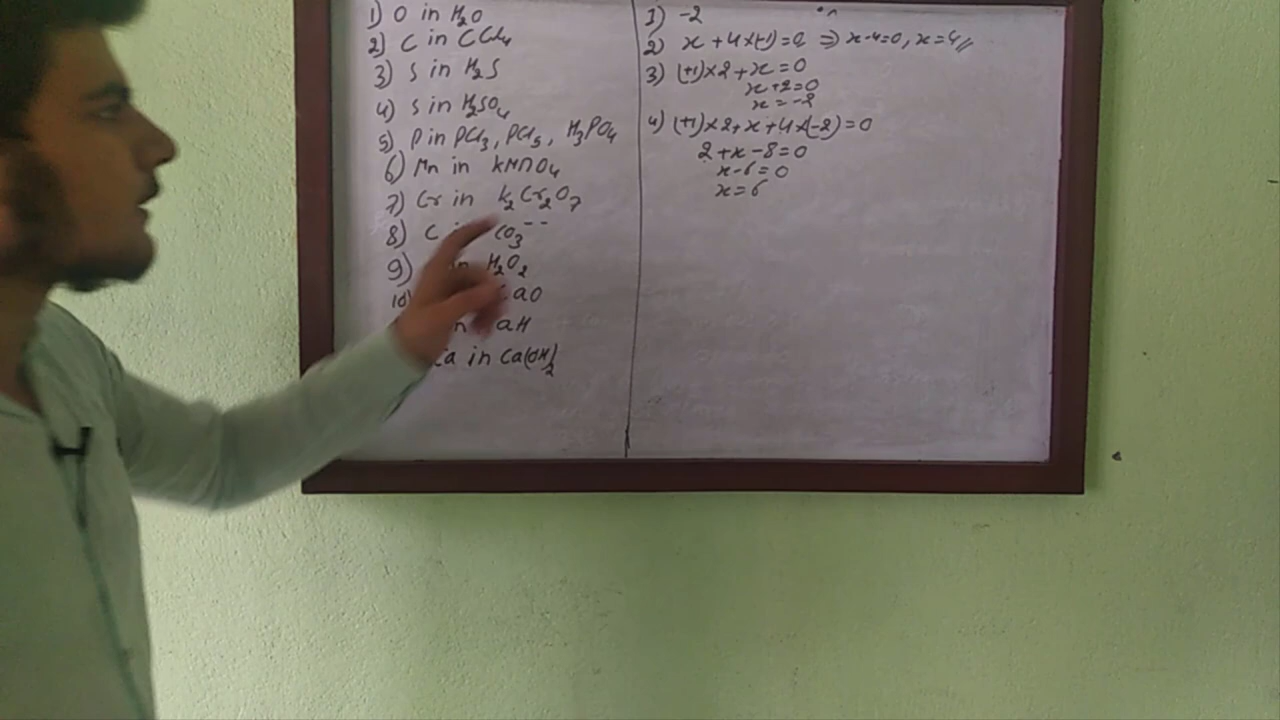 1) O in H₂O
2) C in CCl₄
3) S in H₂S
4) S in H₂SO₄
5) P in PCl₃, PCl₅, H₃PO₄
6) Mn in KMnO₄
7) Cr in K₂Cr₂O₇
8) C CO₃⁻⁻
9) in H₂O₂
10) aO
n aH
Ca in Ca(OH)₂
1) -2
2) x + 4×(-1) = 0 ⇒ x-4=0, x=4//
3) (+1)×2 + x = 0
x+2=0
x = -2
4) (+1)×2 + x + 4×(-2) = 0
2 + x - 8 = 0
x-6 = 0
x = 6